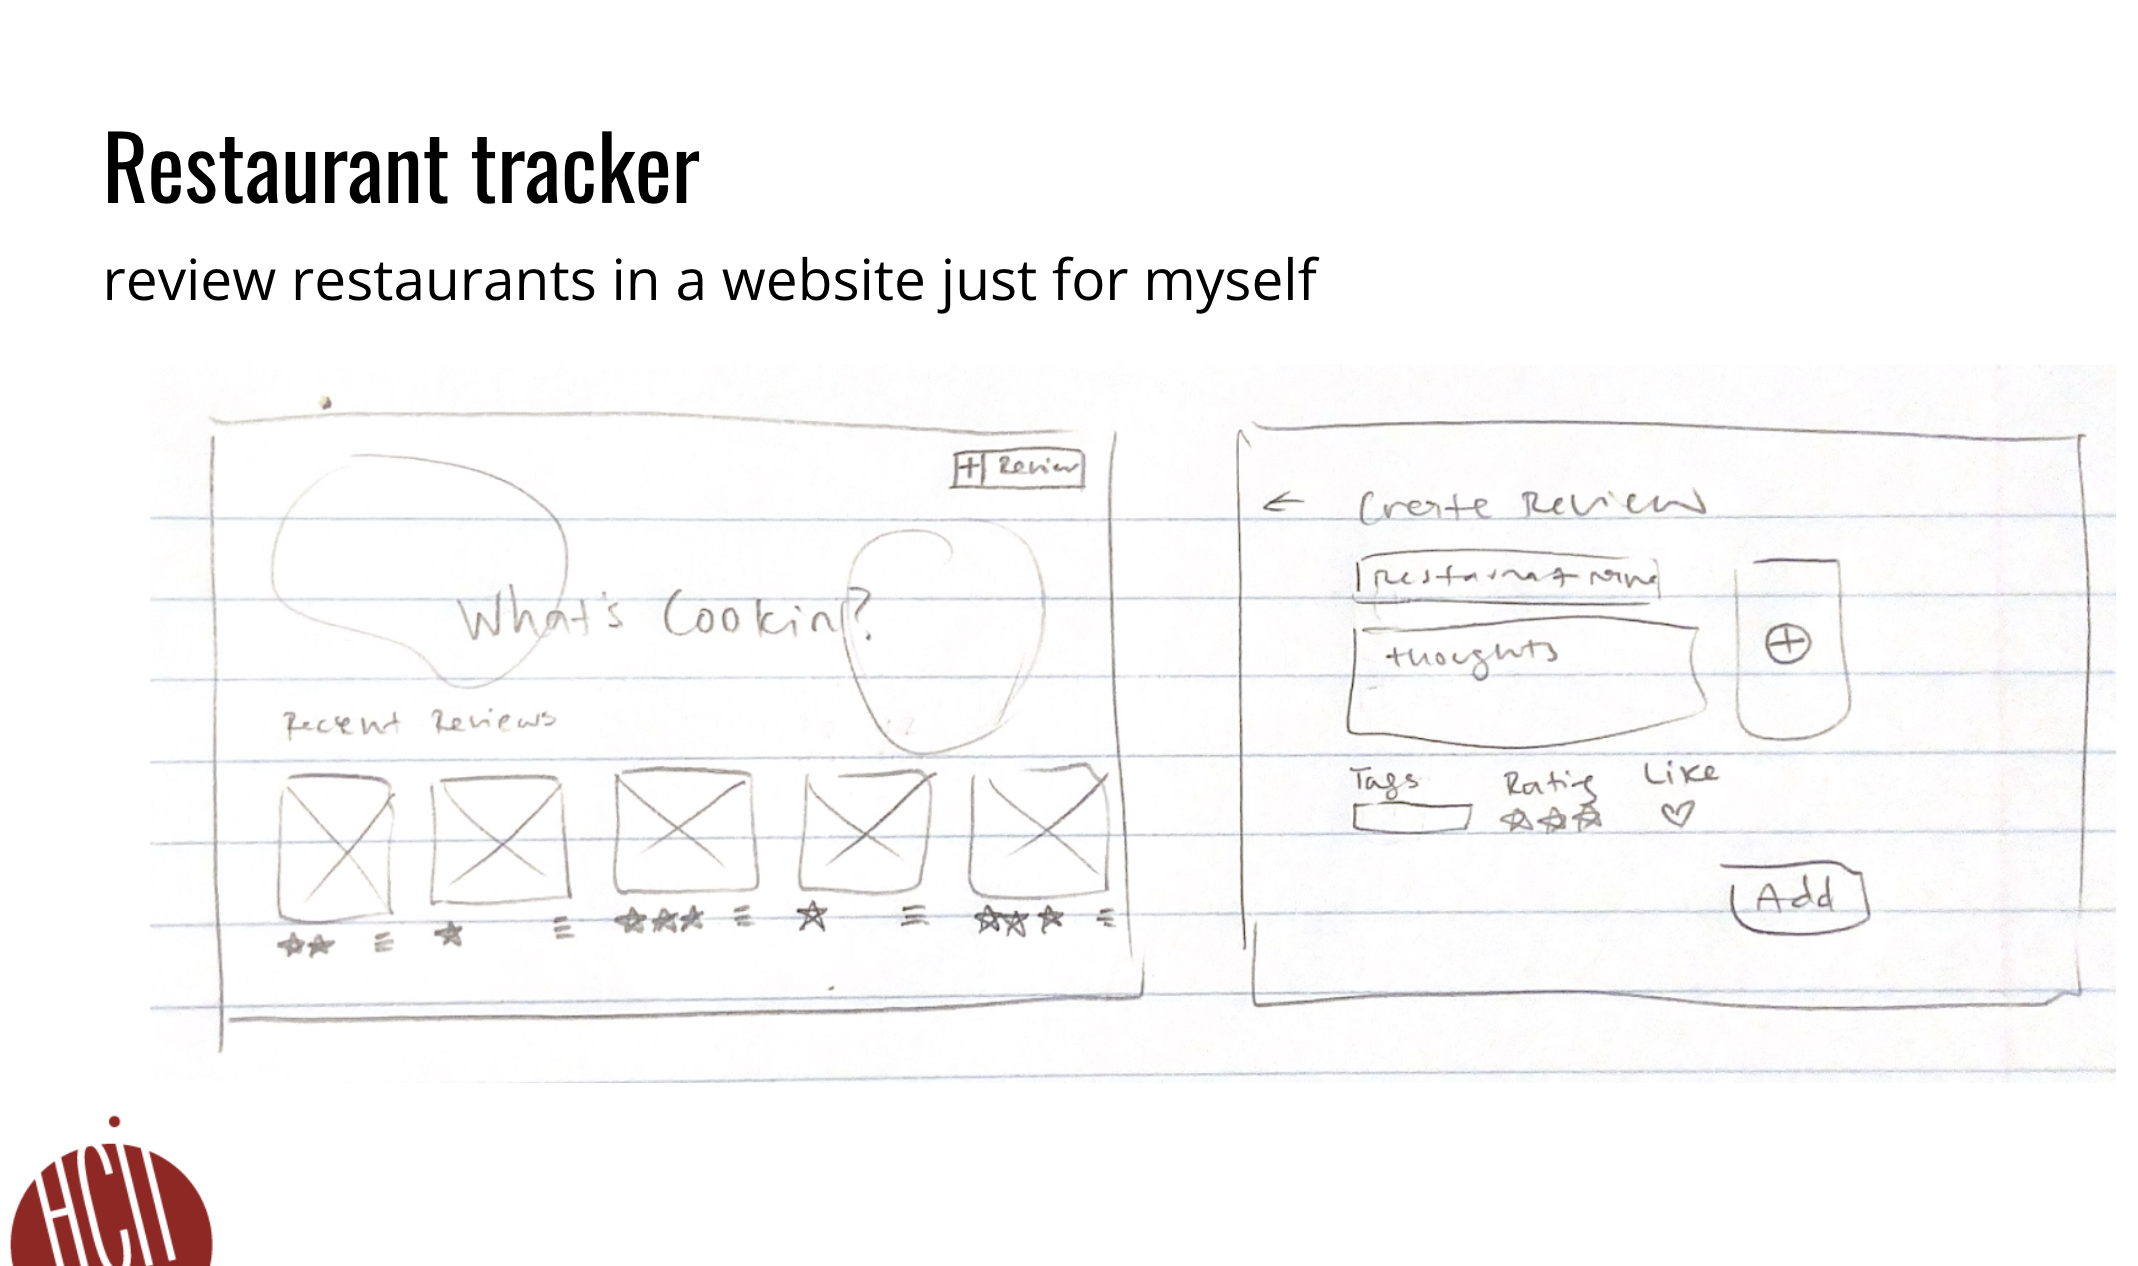 Restaurant tracker
review restaurants in a website just for myself
+ Review
What's Cookin?
Recent Reviews
← Create Review
restaurant name
thoughts
Tags Rating Like
Add
HCII